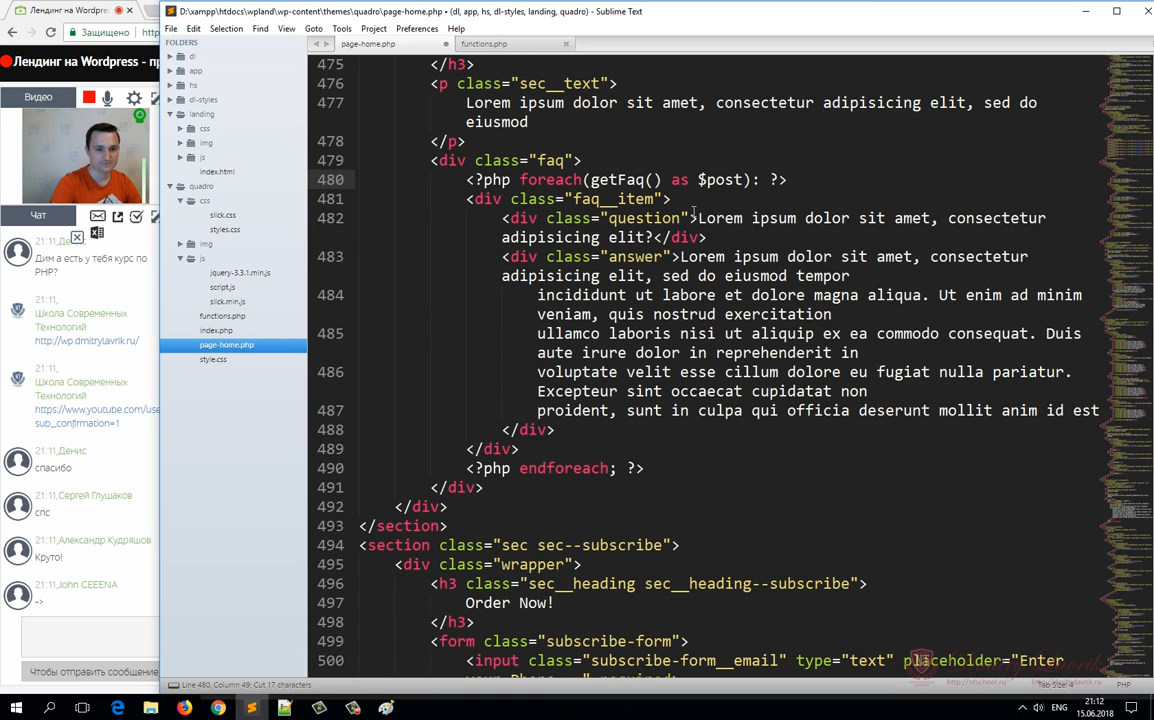 Лендинг на Wordpre
D:\xampp\htdocs\wpland\wp-content\themes\quadro\page-home.php • (dl, app, hs, dl-styles, landing, quadro) - Sublime Text
Защищено
http
File Edit Selection Find View Goto Tools Project Preferences Help
FOLDERS
page-home.php
functions.php
Лендинг на Wordpress - п
Видео
dl
app
hs
dl-styles
landing
css
img
js
index.html
quadro
css
slick.css
styles.css
img
js
jquery-3.3.1.min.js
script.js
slick.min.js
functions.php
index.php
page-home.php
style.css
Чат
21:11,Денис
Дим а есть у тебя курс по
PHP?
21:11,
Школа Современных
Технологий
http://wp.dmitrylavrik.ru/
21:11,
Школа Современных
Технологий
https://www.youtube.com/use
sub_confirmation=1
21:11,Денис
спасибо
21:11,Сергей Глушаков
спс
21:11,Александр Кудряшов
Круто!
21:11,John CEEENA
–>
Чтобы отправить сообщение
475 </h3>
476 <p class="sec__text">
477 Lorem ipsum dolor sit amet, consectetur adipisicing elit, sed do
eiusmod
478 </p>
479 <div class="faq">
480 <?php foreach(getFaq() as $post): ?>
481 <div class="faq__item">
482 <div class="question">Lorem ipsum dolor sit amet, consectetur
adipisicing elit?</div>
483 <div class="answer">Lorem ipsum dolor sit amet, consectetur
adipisicing elit, sed do eiusmod tempor
484 incididunt ut labore et dolore magna aliqua. Ut enim ad minim
veniam, quis nostrud exercitation
485 ullamco laboris nisi ut aliquip ex ea commodo consequat. Duis
aute irure dolor in reprehenderit in
486 voluptate velit esse cillum dolore eu fugiat nulla pariatur.
Excepteur sint occaecat cupidatat non
487 proident, sunt in culpa qui officia deserunt mollit anim id est
488 </div>
489 </div>
490 <?php endforeach; ?>
491 </div>
492 </div>
493 </section>
494 <section class="sec sec--subscribe">
495 <div class="wrapper">
496 <h3 class="sec__heading sec__heading--subscribe">
497 Order Now!
498 </h3>
499 <form class="subscribe-form">
500 <input class="subscribe-form__email" type="text" placeholder="Enter
your Phone..." required>
Line 480, Column 49; Cut 17 characters
Tab Size: 4
PHP
ENG
21:12
15.06.2018